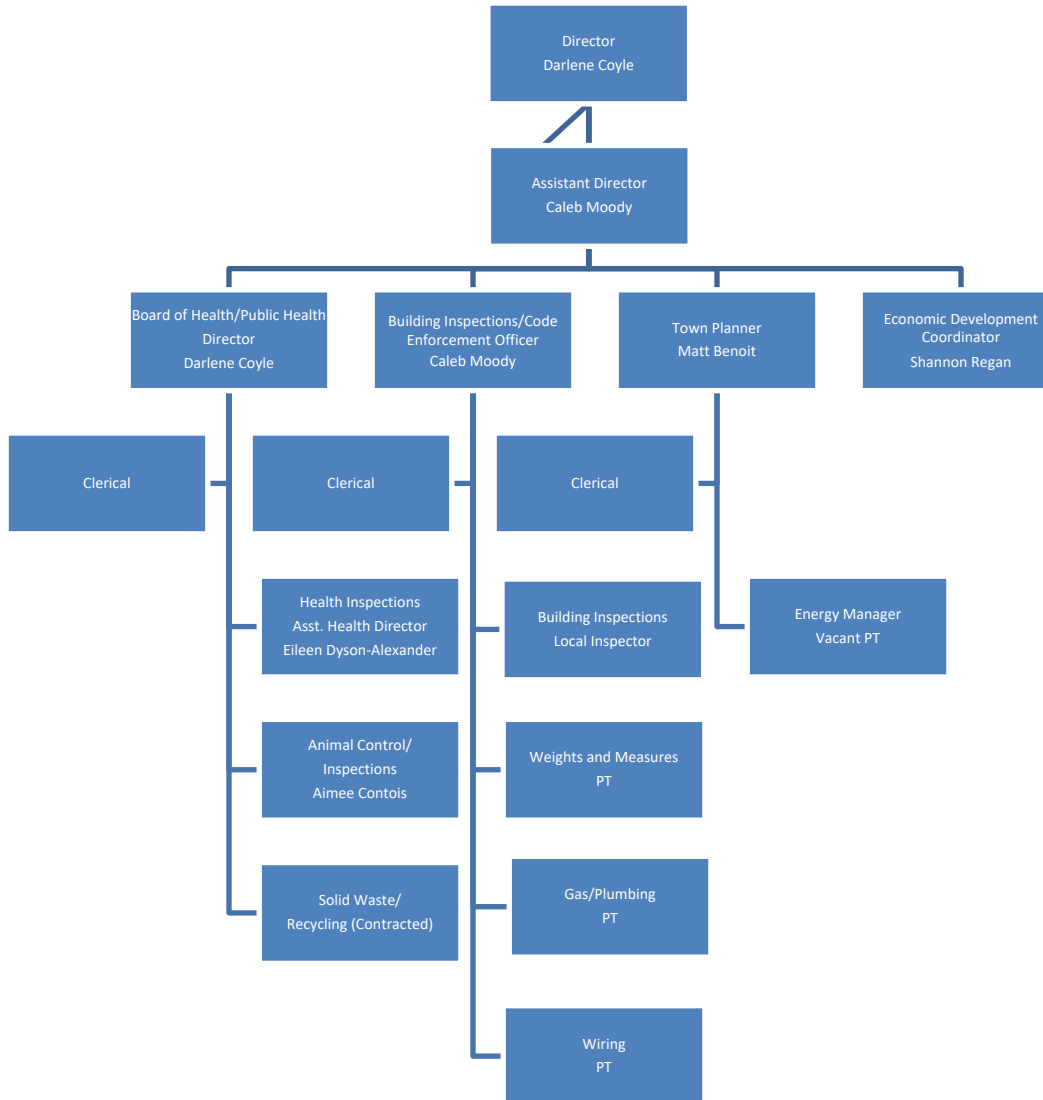 Director
Darlene Coyle
Assistant Director
Caleb Moody
Board of Health/Public Health
Director
Darlene Coyle
Building Inspections/Code
Enforcement Officer
Caleb Moody
Town Planner
Matt Benoit
Economic Development
Coordinator
Shannon Regan
Clerical
Clerical
Clerical
Health Inspections
Asst. Health Director
Eileen Dyson-Alexander
Building Inspections
Local Inspector
Energy Manager
Vacant PT
Animal Control/
Inspections
Aimee Contois
Weights and Measures
PT
Solid Waste/
Recycling (Contracted)
Gas/Plumbing
PT
Wiring
PT